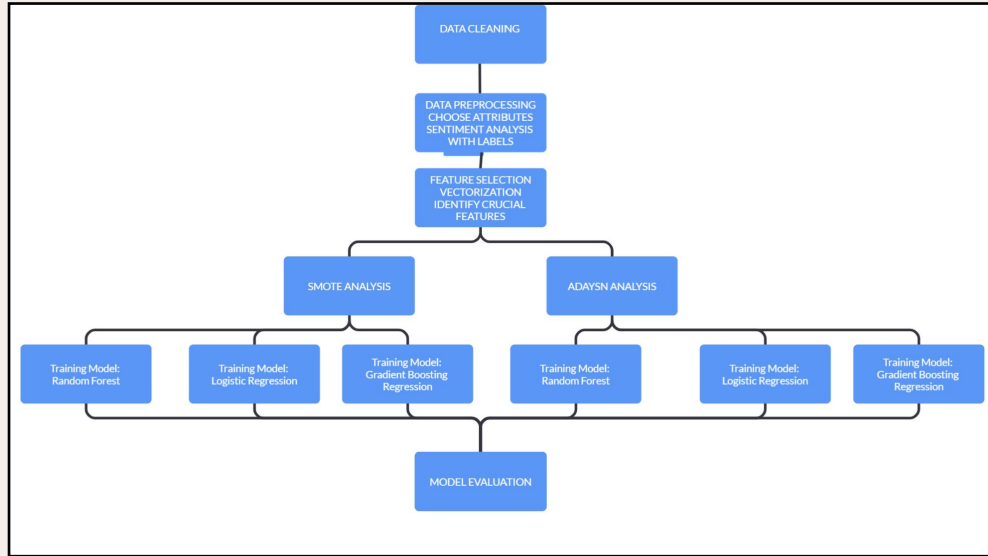 DATA CLEANING
DATA PREPROCESSING
CHOOSE ATTRIBUTES
SENTIMENT ANALYSIS
WITH LABELS
FEATURE SELECTION
VECTORIZATION
IDENTIFY CRUCIAL
FEATURES
SMOTE ANALYSIS
ADAYSN ANALYSIS
Training Model:
Random Forest
Training Model:
Logistic Regression
Training Model:
Gradient Boosting
Regression
Training Model:
Random Forest
Training Model:
Logistic Regression
Training Model:
Gradient Boosting
Regression
MODEL EVALUATION